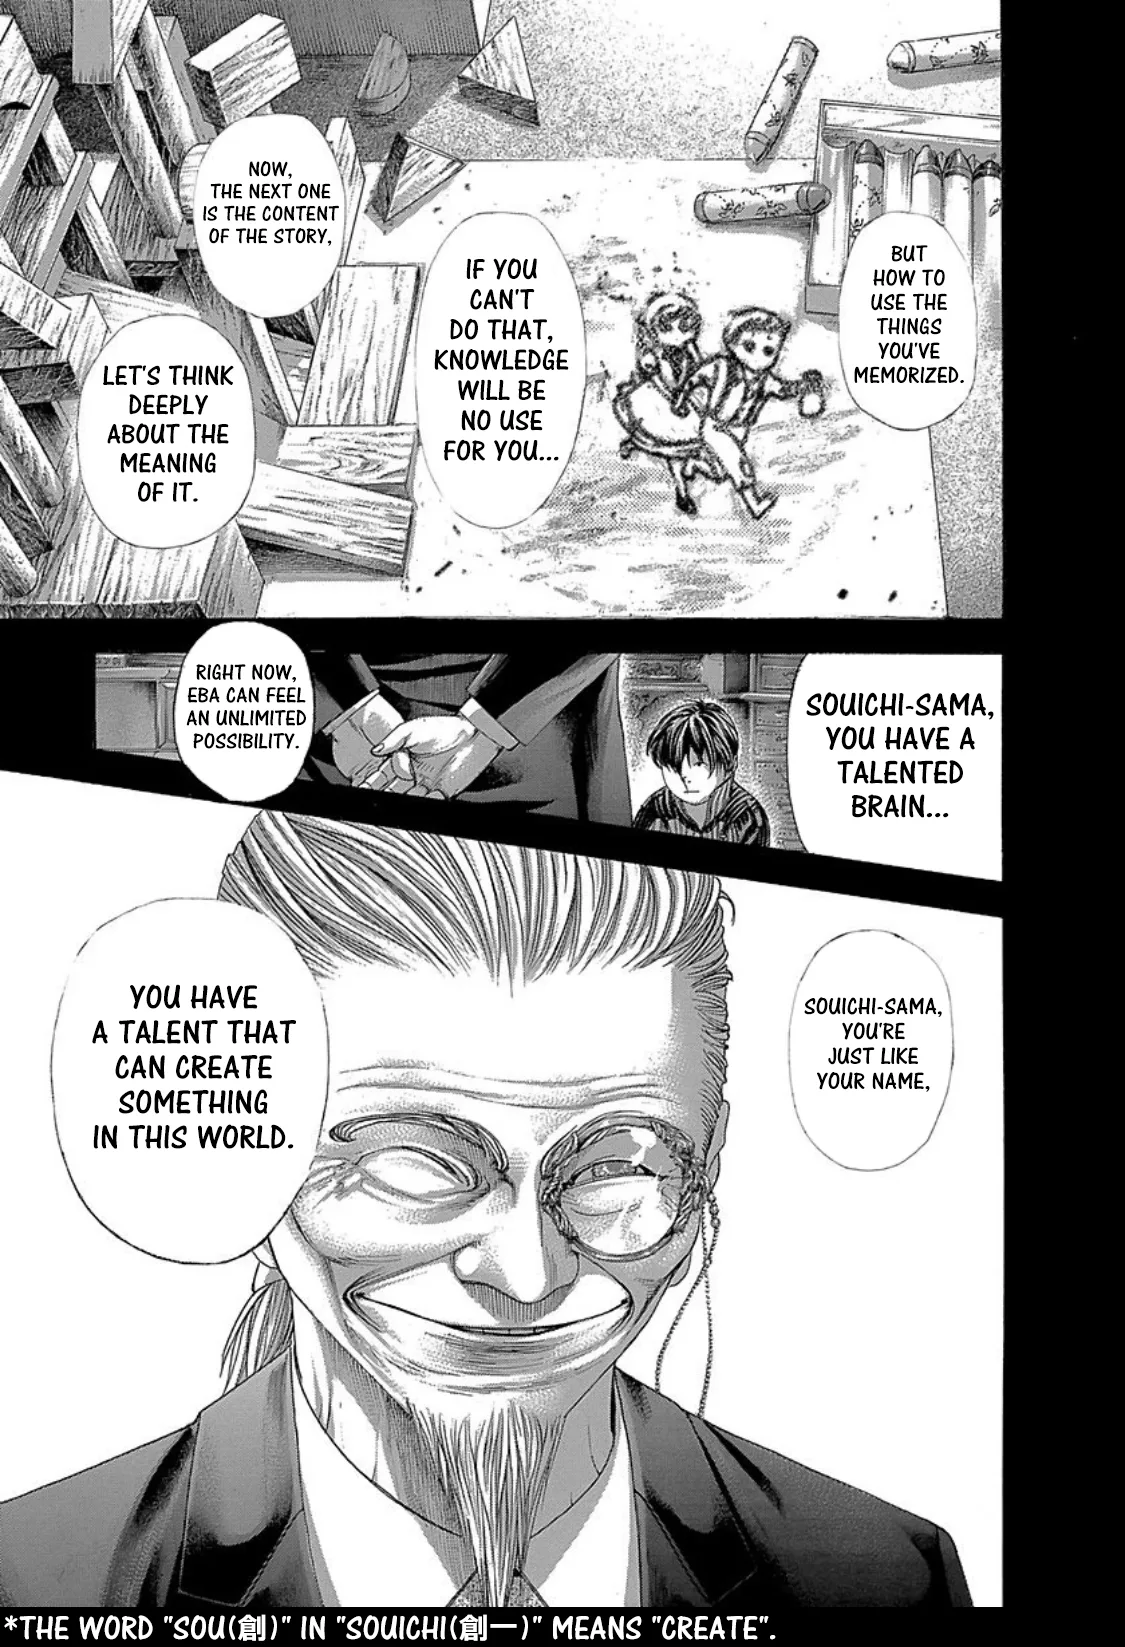 BUT
HOW TO
USE THE
THINGS
YOU'VE
MEMORIZED.
IF YOU
CAN'T
DO THAT,
KNOWLEDGE
WILL BE
NO USE
FOR YOU...
NOW,
THE NEXT ONE
IS THE CONTENT
OF THE STORY,
LET'S THINK
DEEPLY
ABOUT THE
MEANING
OF IT.
SOUICHI-SAMA,
YOU HAVE A
TALENTED
BRAIN...
RIGHT NOW,
EBA CAN FEEL
AN UNLIMITED
POSSIBILITY.
SOUICHI-SAMA,
YOU'RE
JUST LIKE
YOUR NAME,
YOU HAVE
A TALENT THAT
CAN CREATE
SOMETHING
IN THIS WORLD.
*THE WORD "SOU(創)" IN "SOUICHI(創一)" MEANS "CREATE".